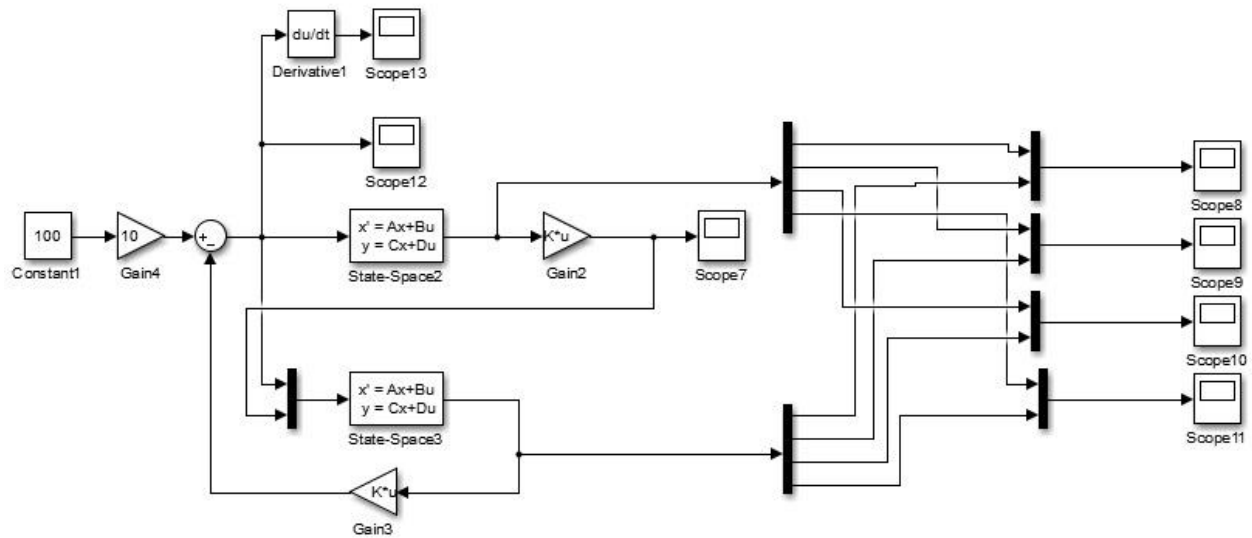 du/dt
Derivative1
Scope13
Scope12
100
Constant1
10
Gain4
+
-
x' = Ax+Bu
y = Cx+Du
State-Space2
K*u
Gain2
Scope7
Scope8
Scope9
Scope10
Scope11
x' = Ax+Bu
y = Cx+Du
State-Space3
K*u
Gain3